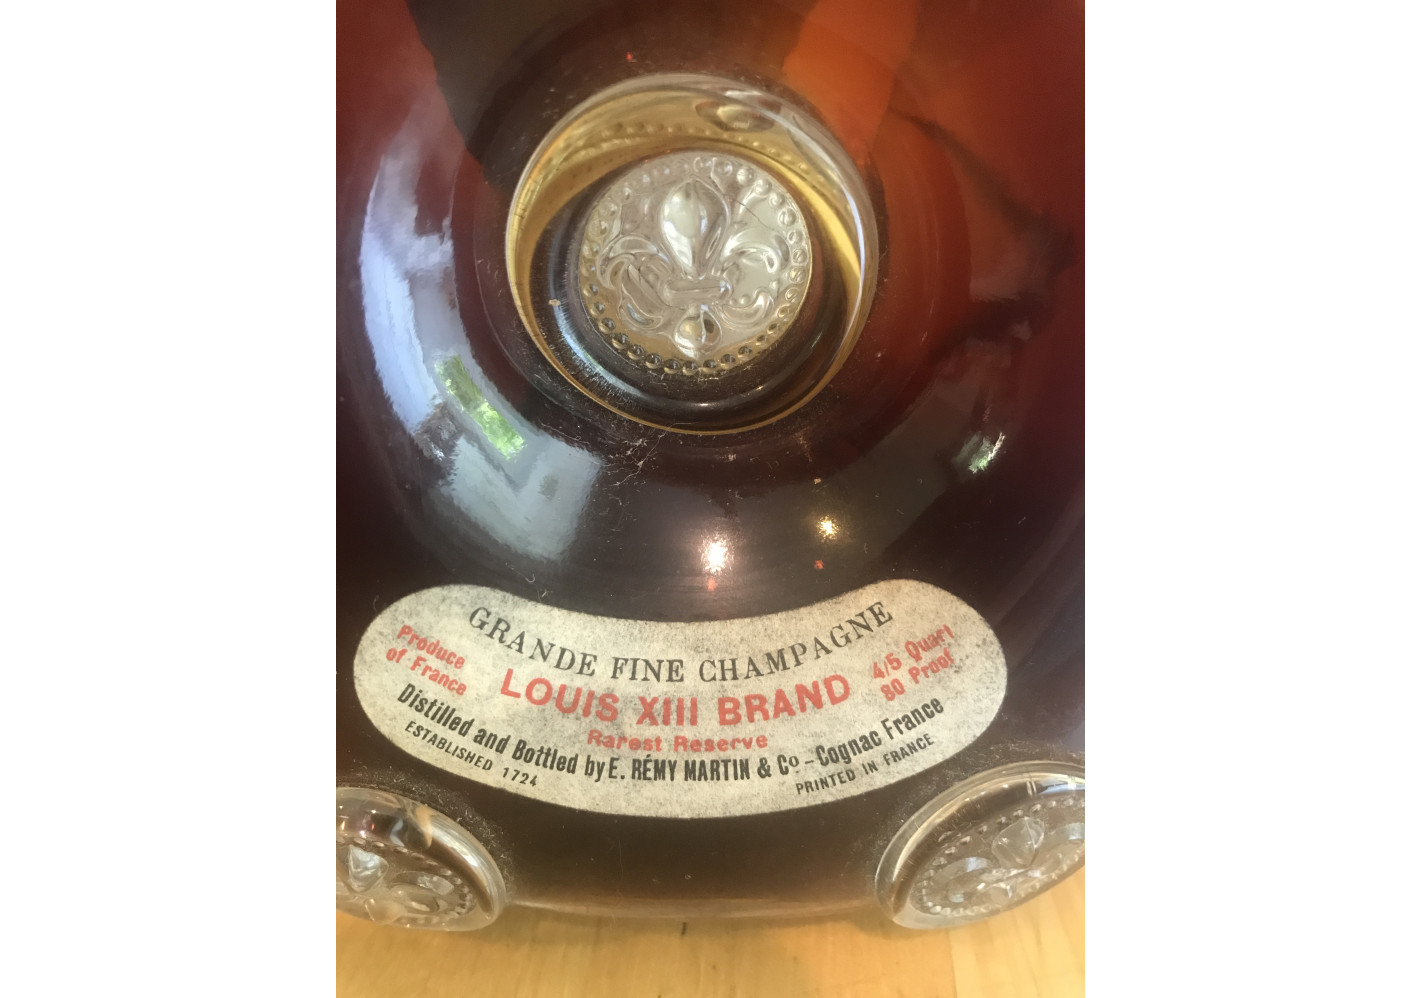 GRANDE FINE CHAMPAGNE
Produce
of France
LOUIS XIII BRAND
4/5 Quart
80 Proof
Rarest Reserve
Distilled and Bottled by E. RÉMY MARTIN & Cº - Cognac France
ESTABLISHED 1724
PRINTED IN FRANCE